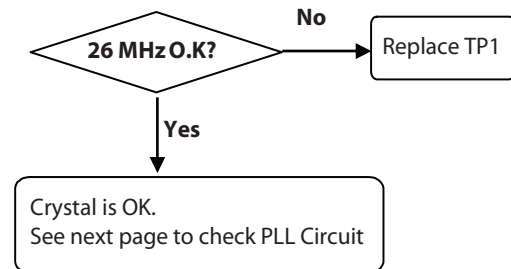 No
26 MHz O.K?
Replace TP1
Yes
Crystal is OK.
See next page to check PLL Circuit